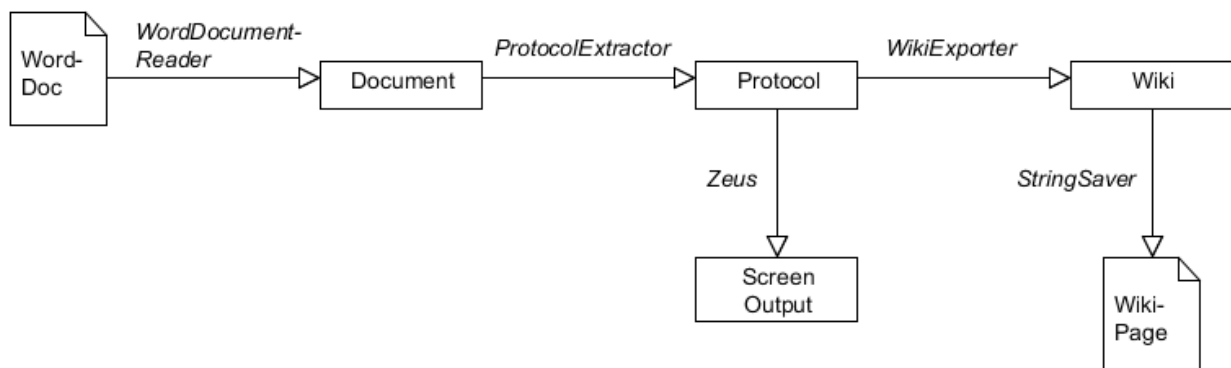 WordDocument-
Reader
ProtocolExtractor
WikiExporter
Word-
Doc
Document
Protocol
Wiki
Zeus
StringSaver
Screen
Output
Wiki-
Page